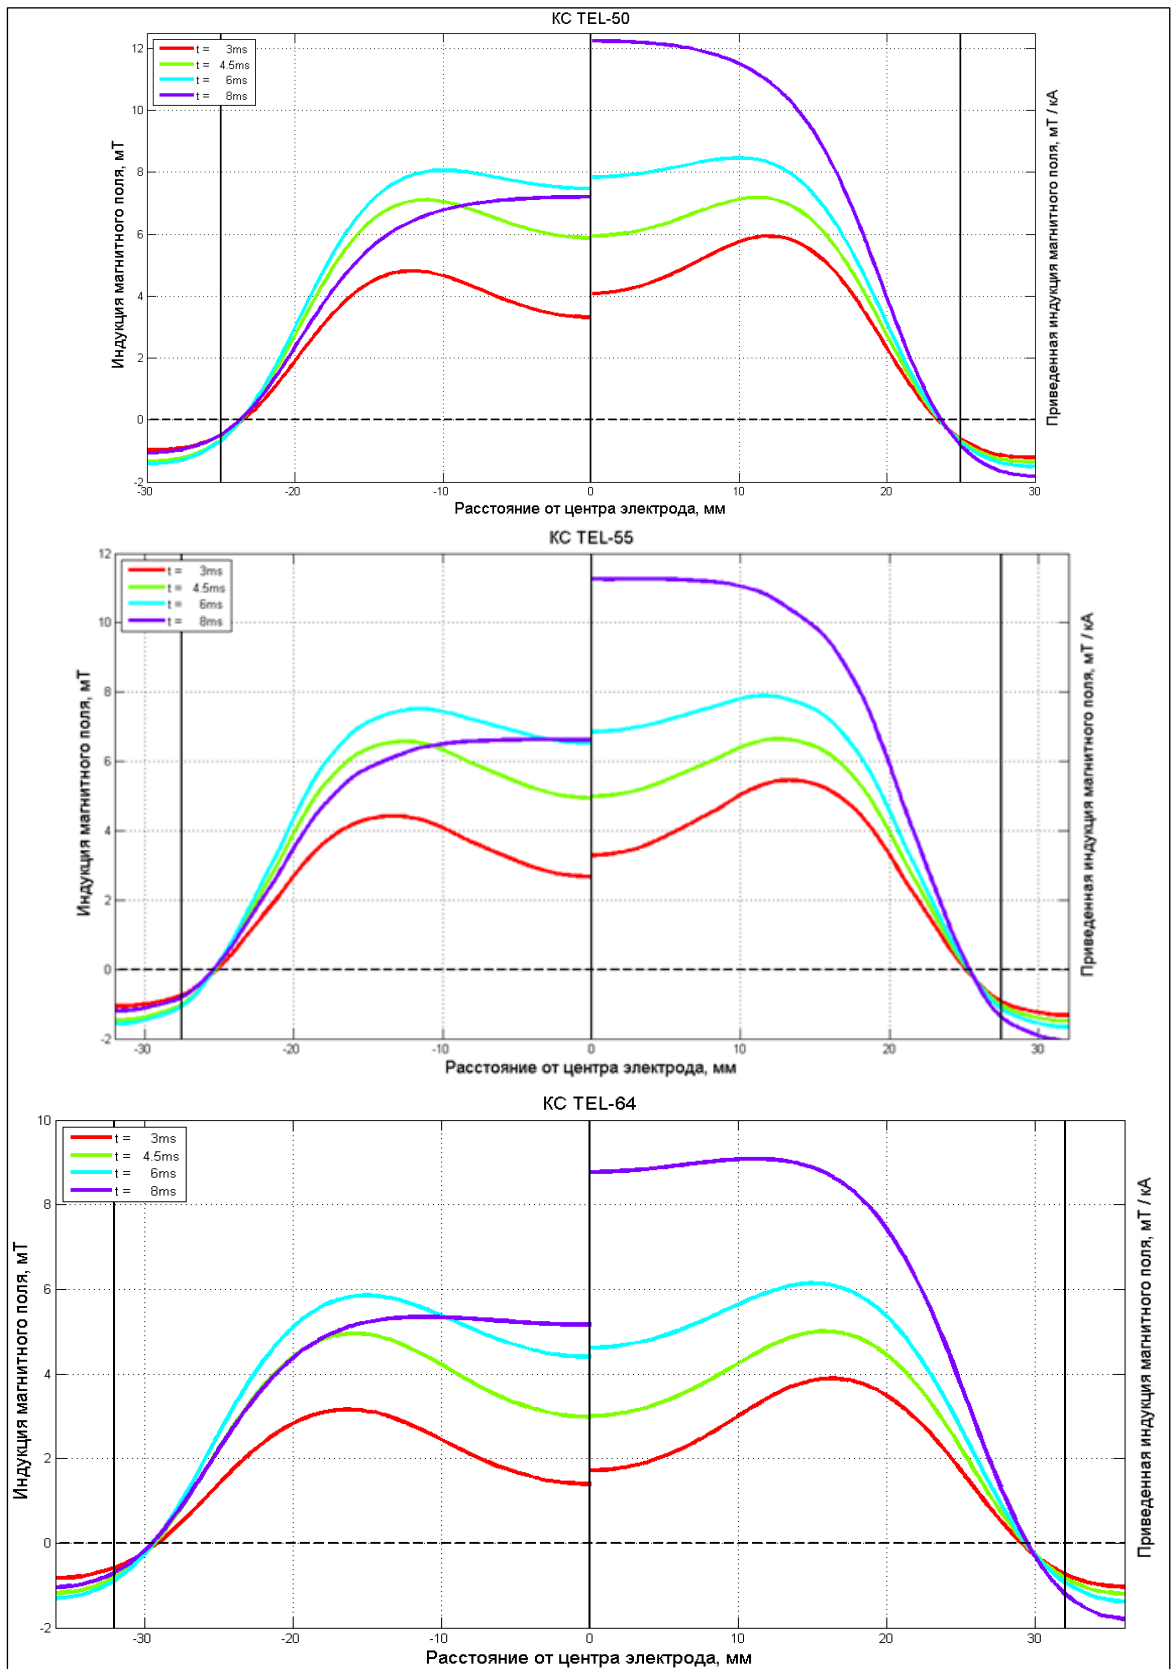 КС TEL-50
t = 3ms
t = 4.5ms
t = 6ms
t = 8ms
Индукция магнитного поля, мТ
Приведенная индукция магнитного поля, мТ / кА
12
10
8
6
4
2
0
-2
-30 -20 -10 0 10 20 30
Расстояние от центра электрода, мм
КС TEL-55
t = 3ms
t = 4.5ms
t = 6ms
t = 8ms
Индукция магнитного поля, мТ
Приведенная индукция магнитного поля, мТ / кА
12
10
8
6
4
2
0
-2
-30 -20 -10 0 10 20 30
Расстояние от центра электрода, мм
КС TEL-64
t = 3ms
t = 4.5ms
t = 6ms
t = 8ms
Индукция магнитного поля, мТ
Приведенная индукция магнитного поля, мТ / кА
10
8
6
4
2
0
-2
-30 -20 -10 0 10 20 30
Расстояние от центра электрода, мм